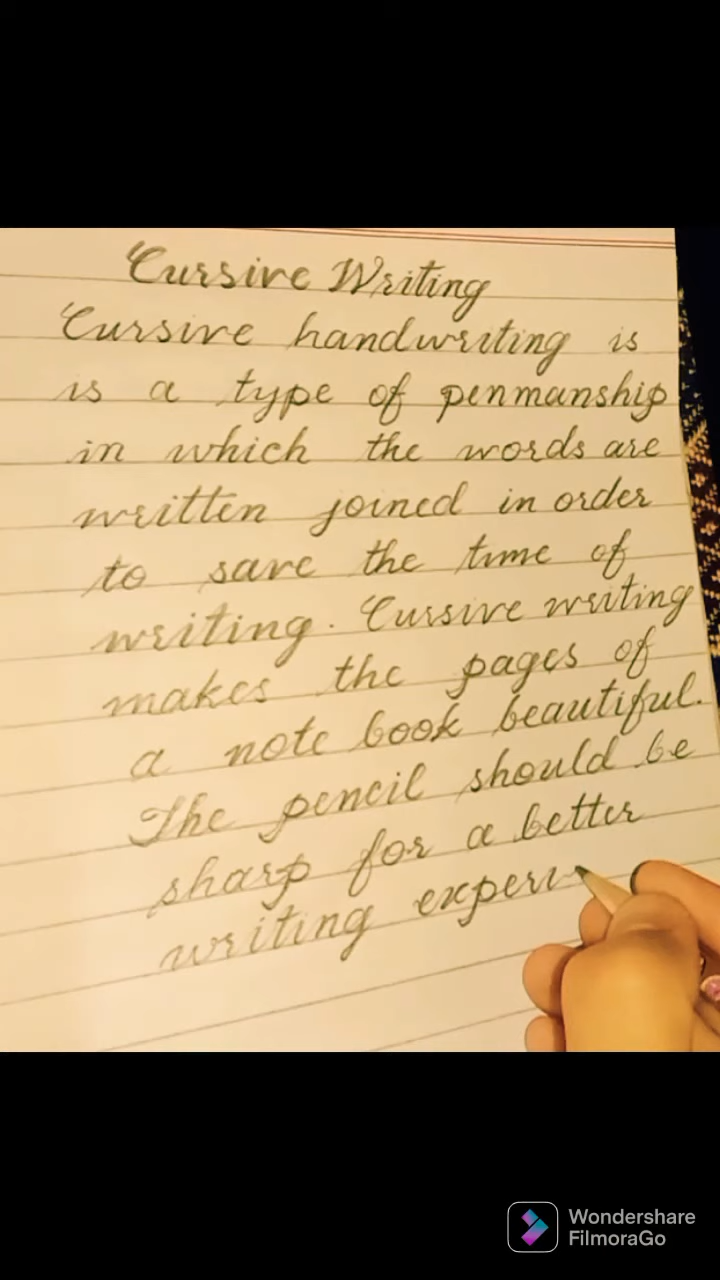 Cursive Writing
Cursive handwriting is
is a type of penmanship
in which the words are
written joined in order
to save the time of
writing. Cursive writing
makes the pages of
a note book beautiful.
The pencil should be
sharp for a better
writing experi
Wondershare
FilmoraGo